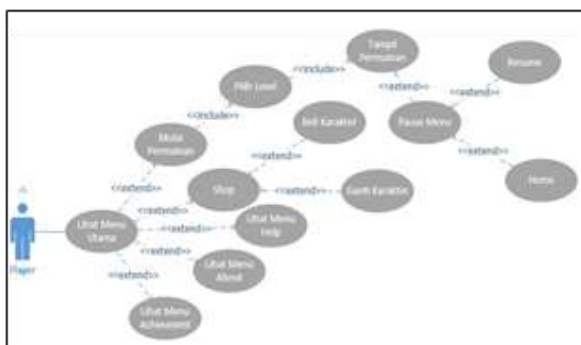 Tampil
Permainan
<<include>>
Resume
Pilih Level
<<extend>>
<<extend>>
Beli Karakter
Pause Menu
<<include>>
Mulai
Permainan
<<extend>>
<<extend>>
Shop
<<extend>>
Ganti Karakter
Home
<<extend>>
<<extend>>
Lihat Menu
Utama
<<extend>>
Lihat Menu
Help
Player
<<extend>>
Lihat Menu
About
<<extend>>
Lihat Menu
Achievement